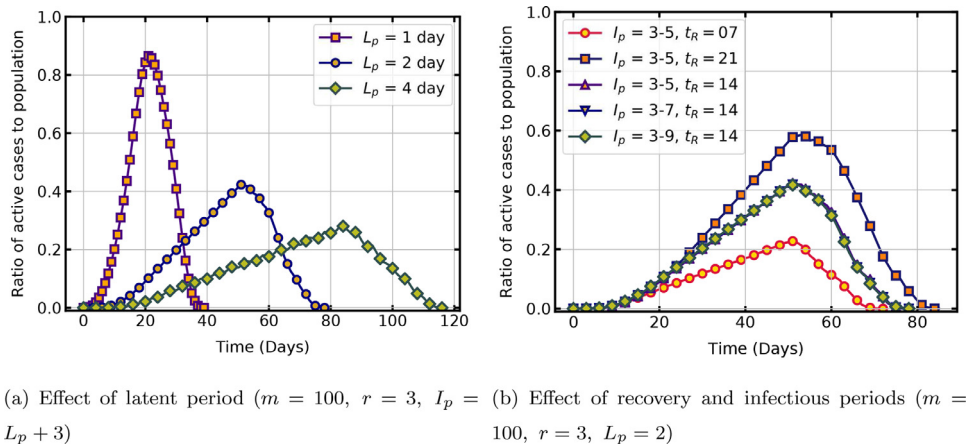 Ratio of active cases to population
1.0
0.8
0.6
0.4
0.2
0.0
0 20 40 60 80 100 120
Time (Days)
L_p = 1 day
L_p = 2 day
L_p = 4 day
Ratio of active cases to population
1.0
0.8
0.6
0.4
0.2
0.0
0 20 40 60 80
Time (Days)
I_p = 3-5, t_R = 07
I_p = 3-5, t_R = 21
I_p = 3-5, t_R = 14
I_p = 3-7, t_R = 14
I_p = 3-9, t_R = 14
(a) Effect of latent period (m = 100, r = 3, I_p =
L_p + 3)
(b) Effect of recovery and infectious periods (m =
100, r = 3, L_p = 2)